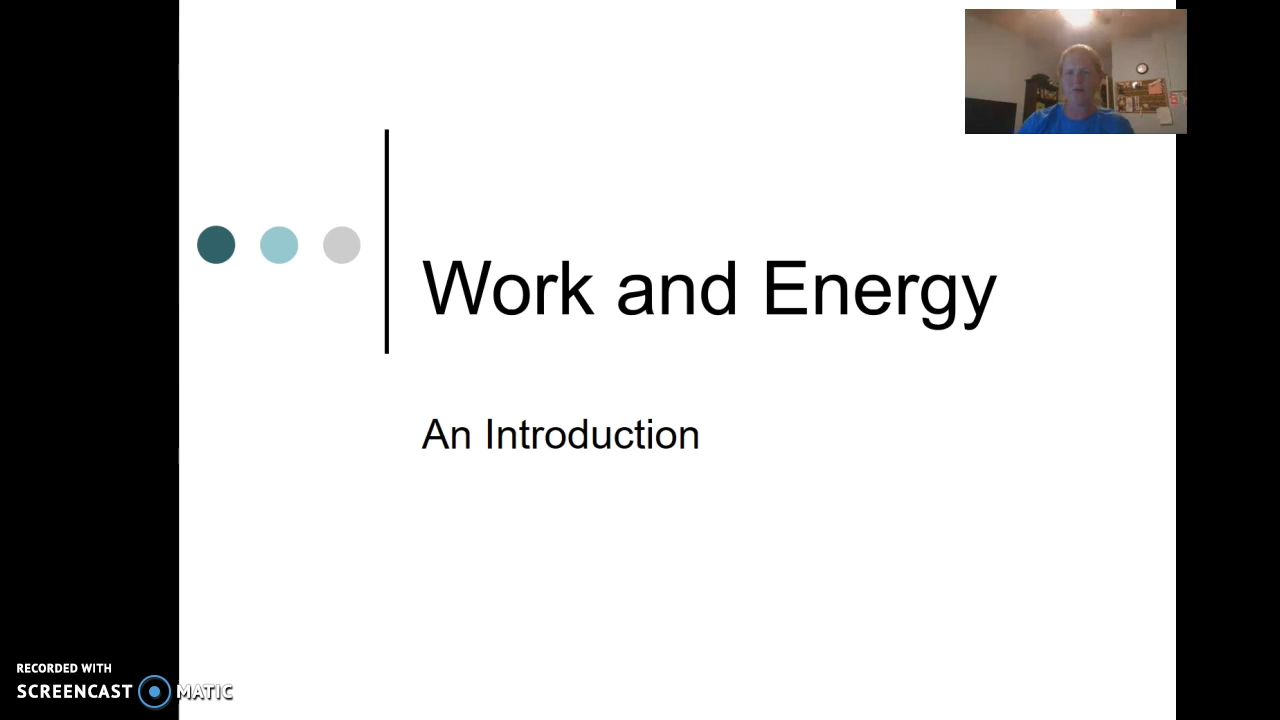 Work and Energy
An Introduction
RECORDED WITH
SCREENCAST MATIC